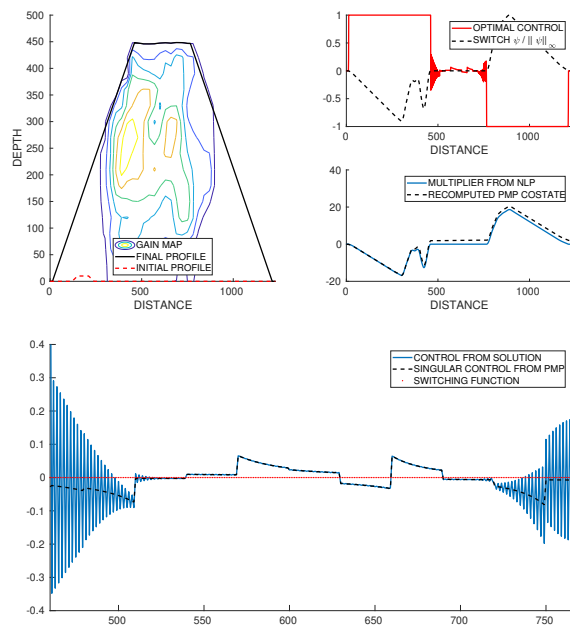 500
450
400
350
300
250
200
150
100
50
0
DEPTH
GAIN MAP
FINAL PROFILE
INITIAL PROFILE
0 500 1000
DISTANCE
1
0.5
0
-0.5
-1
OPTIMAL CONTROL
SWITCH ψ / || ψ||∞
0 500 1000
DISTANCE
40
20
0
-20
MULTIPLIER FROM NLP
RECOMPUTED PMP COSTATE
0 500 1000
DISTANCE
0.4
0.3
0.2
0.1
0
-0.1
-0.2
-0.3
-0.4
CONTROL FROM SOLUTION
SINGULAR CONTROL FROM PMP
SWITCHING FUNCTION
500 550 600 650 700 750